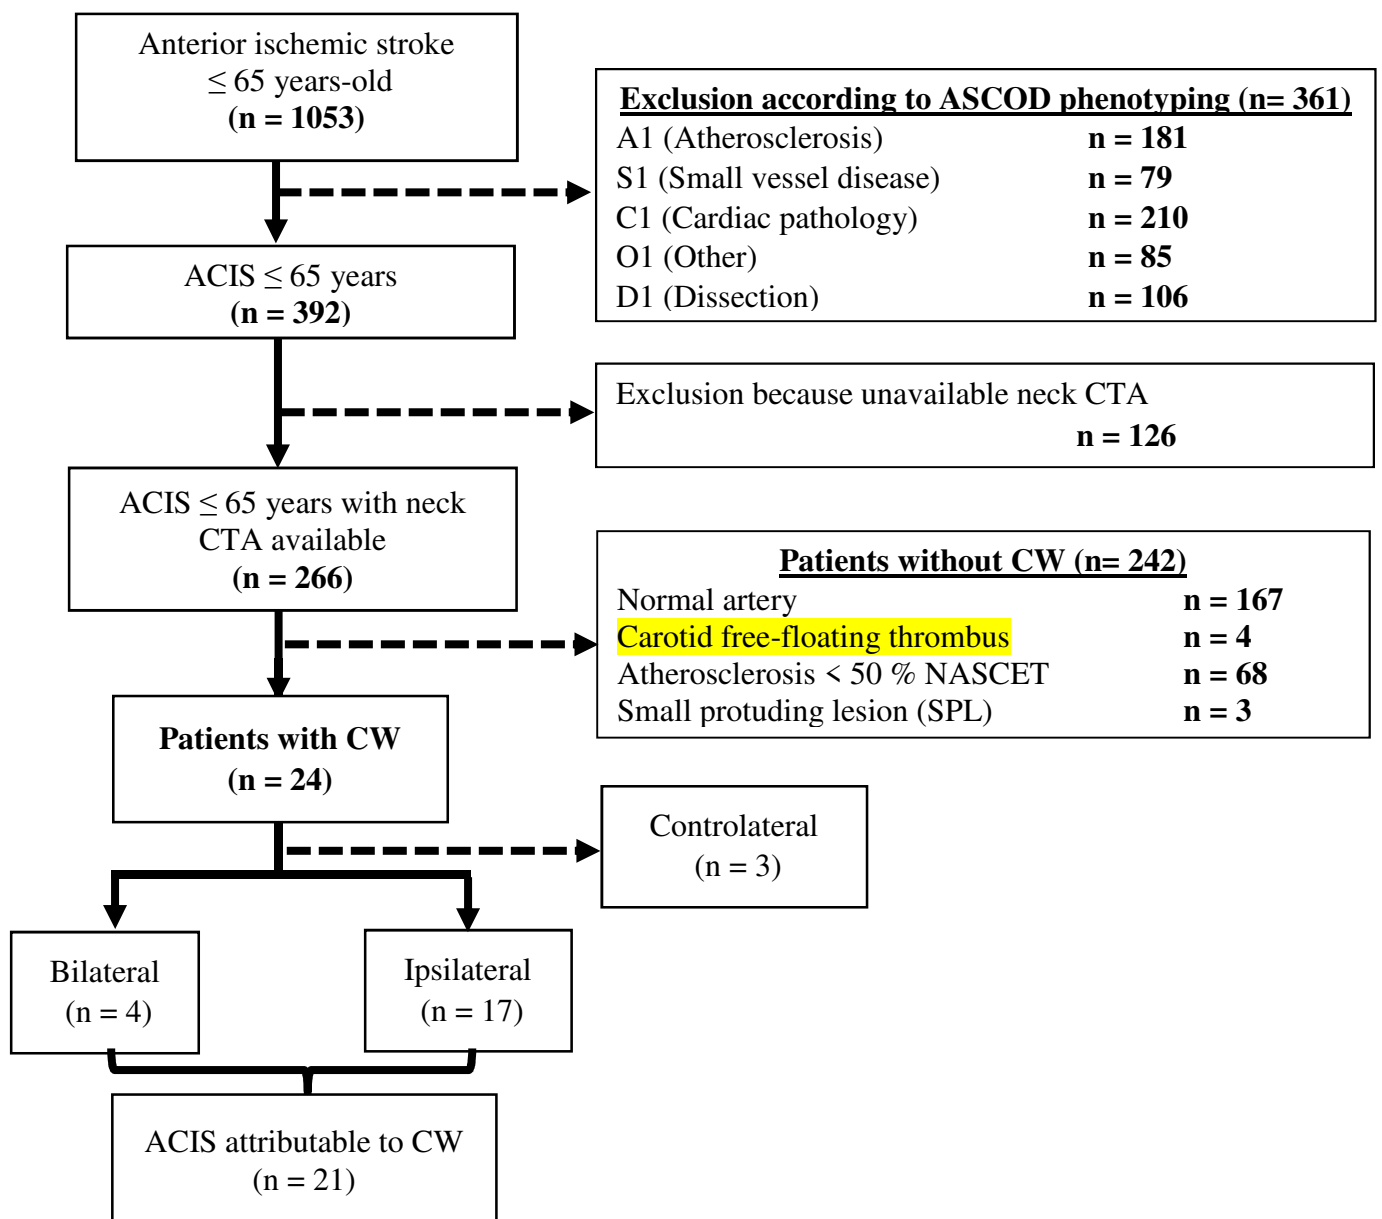 Anterior ischemic stroke
≤ 65 years-old
(n = 1053)
Exclusion according to ASCOD phenotyping (n= 361)
A1 (Atherosclerosis) n = 181
S1 (Small vessel disease) n = 79
C1 (Cardiac pathology) n = 210
O1 (Other) n = 85
D1 (Dissection) n = 106
ACIS ≤ 65 years
(n = 392)
Exclusion because unavailable neck CTA
n = 126
ACIS ≤ 65 years with neck
CTA available
(n = 266)
Patients without CW (n= 242)
Normal artery n = 167
Carotid free-floating thrombus n = 4
Atherosclerosis < 50 % NASCET n = 68
Small protuding lesion (SPL) n = 3
Patients with CW
(n = 24)
Controlateral
(n = 3)
Bilateral
(n = 4)
Ipsilateral
(n = 17)
ACIS attributable to CW
(n = 21)